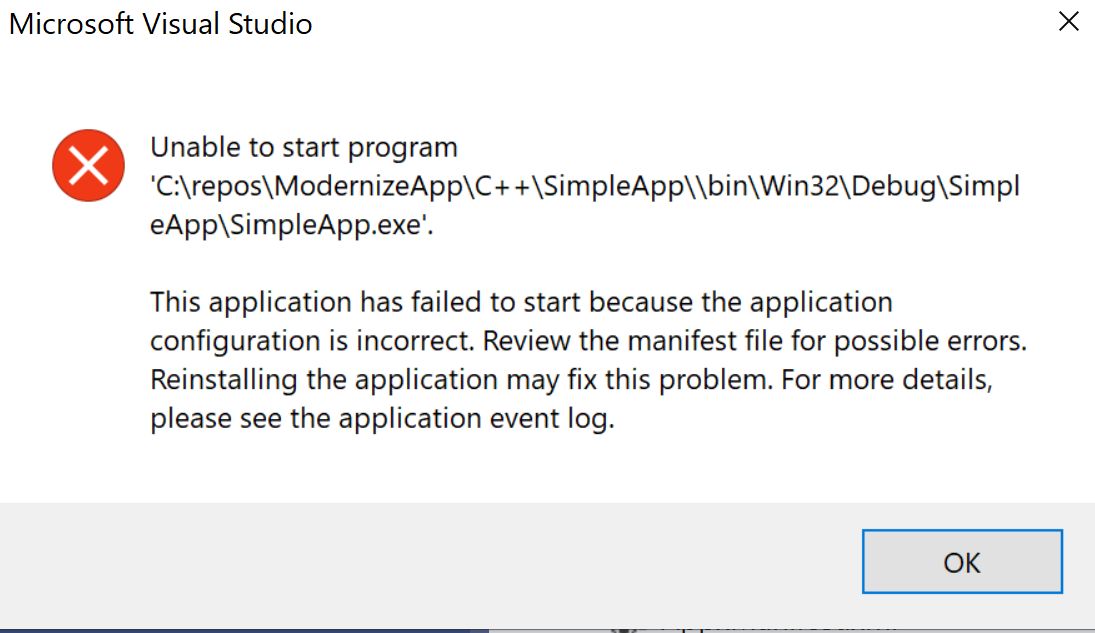 Microsoft Visual Studio
Unable to start program
'C:\repos\ModernizeApp\C++\SimpleApp\\bin\Win32\Debug\Simpl
eApp\SimpleApp.exe'.
This application has failed to start because the application
configuration is incorrect. Review the manifest file for possible errors.
Reinstalling the application may fix this problem. For more details,
please see the application event log.
OK